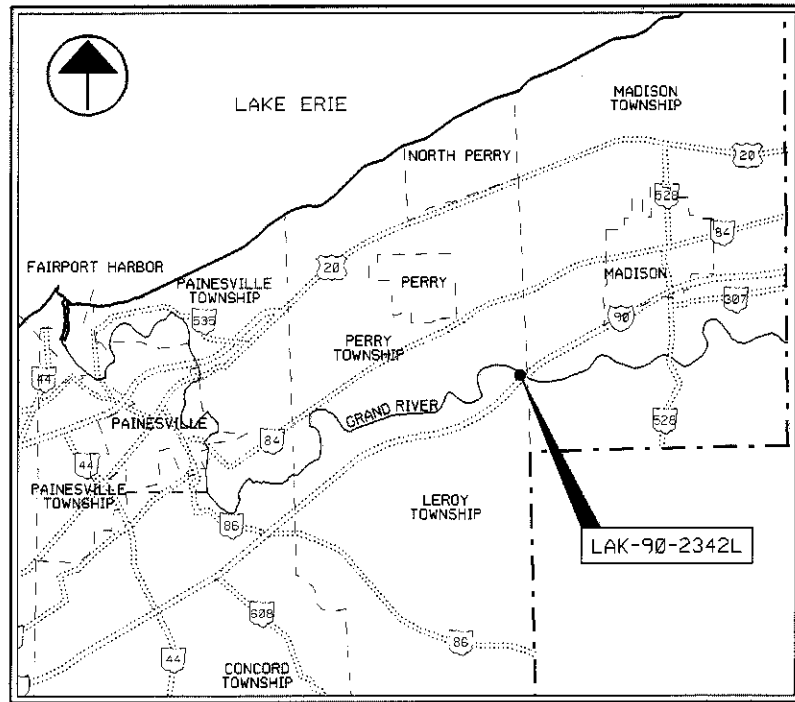 LAKE ERIE
MADISON
TOWNSHIP
NORTH PERRY
20
528
84
FAIRPORT HARBOR
PAINESVILLE
TOWNSHIP
20
PERRY
MADISON
535
90
307
PERRY
TOWNSHIP
44
GRAND RIVER
PAINESVILLE
84
528
44
PAINESVILLE
TOWNSHIP
LEROY
TOWNSHIP
86
LAK-90-2342L
608
86
44
CONCORD
TOWNSHIP